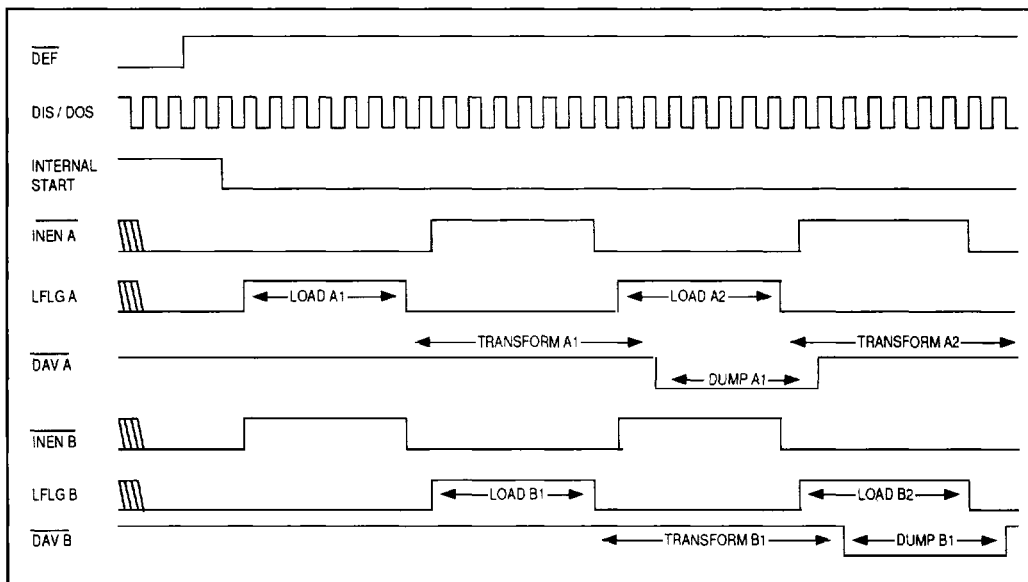 DEF
DIS / DOS
INTERNAL
START
INEN A
LFLG A
LOAD A1
LOAD A2
TRANSFORM A1
TRANSFORM A2
DAV A
DUMP A1
INEN B
LFLG B
LOAD B1
LOAD B2
DAV B
TRANSFORM B1
DUMP B1